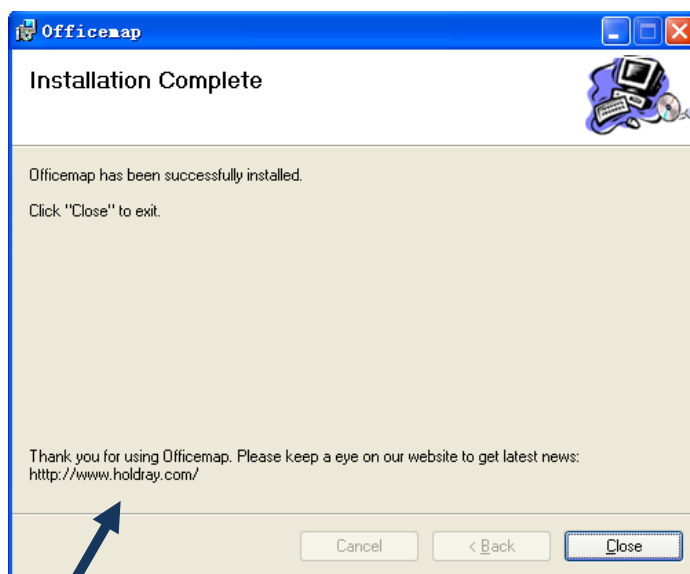 Officemap
Installation Complete
Officemap has been successfully installed.
Click "Close" to exit.
Thank you for using Officemap. Please keep a eye on our website to get latest news:
htttp://www.holdray.com/
Cancel
< Back
Close